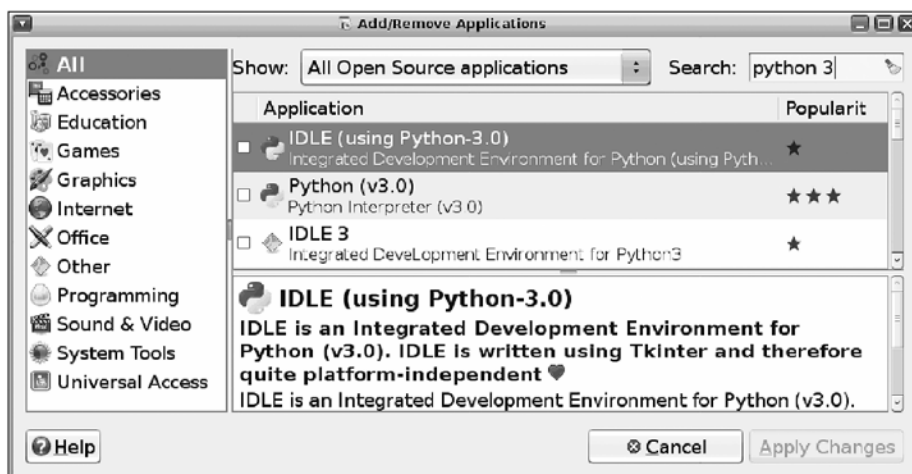 Add/Remove Applications
All
Accessories
Education
Games
Graphics
Internet
Office
Other
Programming
Sound & Video
System Tools
Universal Access
Show: All Open Source applications Search: python 3
Application Popularit
IDLE (using Python-3.0)
Integrated Development Environment for Python (using Pyth...
Python (v3.0)
Python Interpreter (v3 0)
IDLE 3
Integrated DeveLopment Environment for Python3
IDLE (using Python-3.0)
IDLE is an Integrated Development Environment for
Python (v3.0). IDLE is written using Tkinter and therefore
quite platform-independent
IDLE is an Integrated Development Environment for Python (v3.0).
Help Cancel Apply Changes